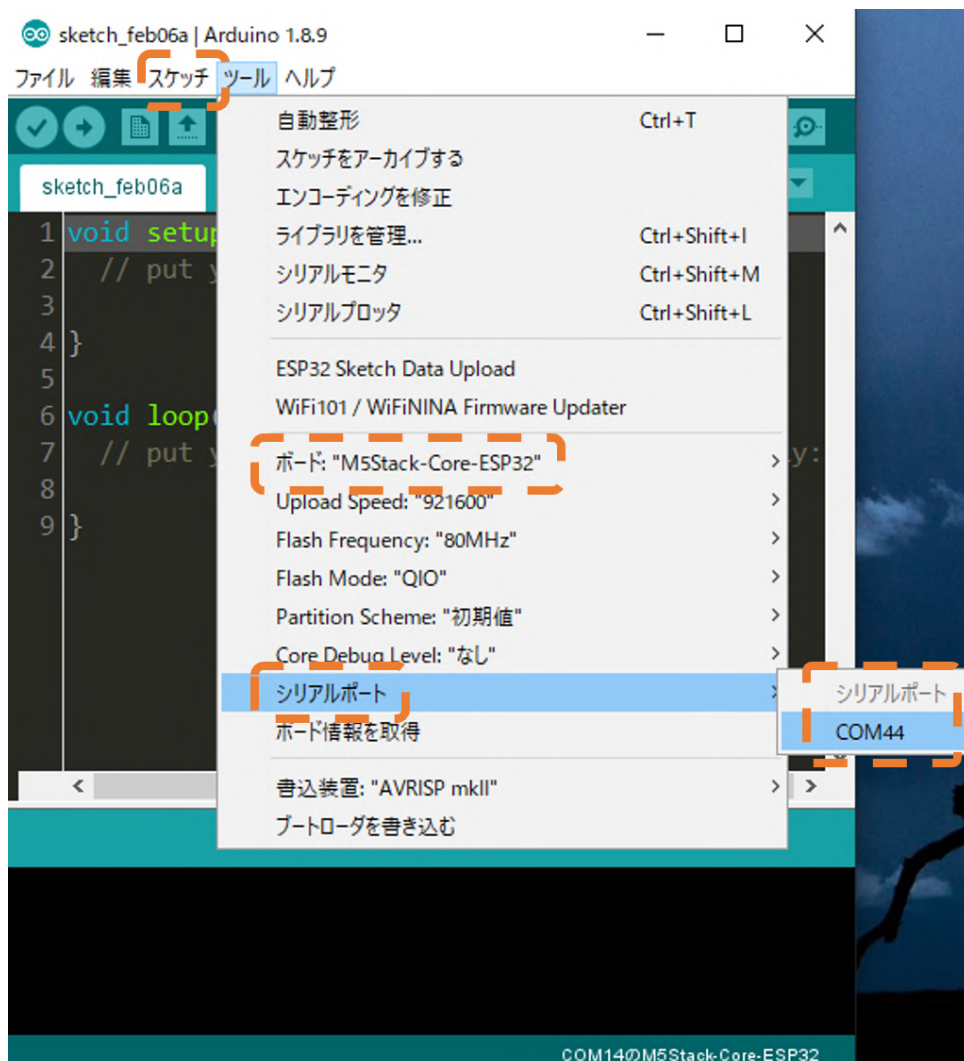 sketch_feb06a | Arduino 1.8.9
ファイル 編集 スケッチ ツール ヘルプ
自動整形 Ctrl+T
スケッチをアーカイブする
sketch_feb06a
エンコーディングを修正
1 void setup
ライブラリを管理... Ctrl+Shift+I
2 // put y
シリアルモニタ Ctrl+Shift+M
3
シリアルプロッタ Ctrl+Shift+L
4 }
5
ESP32 Sketch Data Upload
6 void loop(
WiFi101 / WiFiNINA Firmware Updater
7 // put y y:
ボード: "M5Stack-Core-ESP32"
8
Upload Speed: "921600"
9 }
Flash Frequency: "80MHz"
Flash Mode: "QIO"
Partition Scheme: "初期値"
Core Debug Level: "なし"
シリアルポート
シリアルポート
COM44
ボード情報を取得
書込装置: "AVRISP mkII"
ブートローダを書き込む
COM14のM5Stack-Core-ESP32